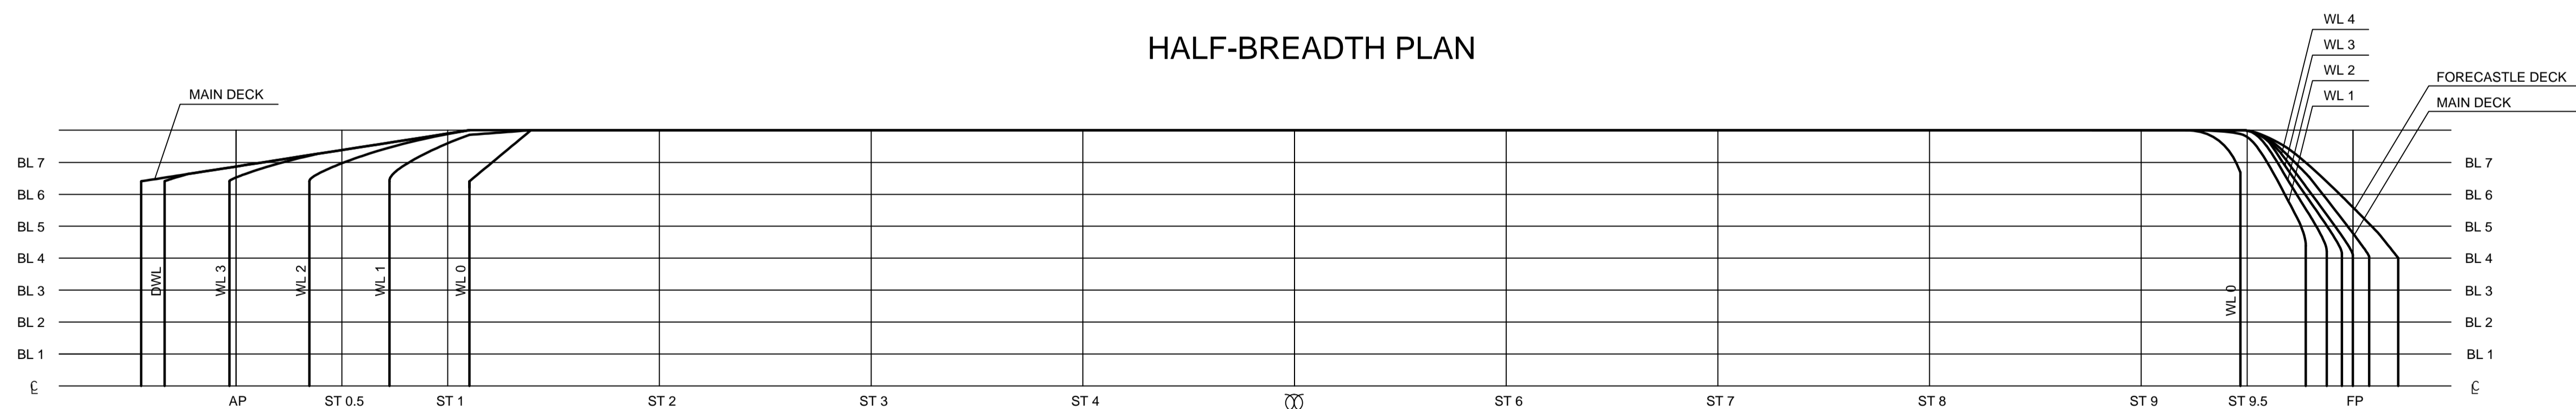 HALF-BREADTH PLAN
WL 4
WL 3
WL 2
WL 1
FORECASTLE DECK
MAIN DECK
MAIN DECK
BL 7
BL 7
BL 6
BL 6
BL 5
BL 5
BL 4
BL 4
DWL
WL 3
WL 2
WL 1
WL 0
WL 0
BL 3
BL 3
BL 2
BL 2
BL 1
BL 1
℄
℄
AP
ST 0.5
ST 1
ST 2
ST 3
ST 4
ST 6
ST 7
ST 8
ST 9
ST 9.5
FP